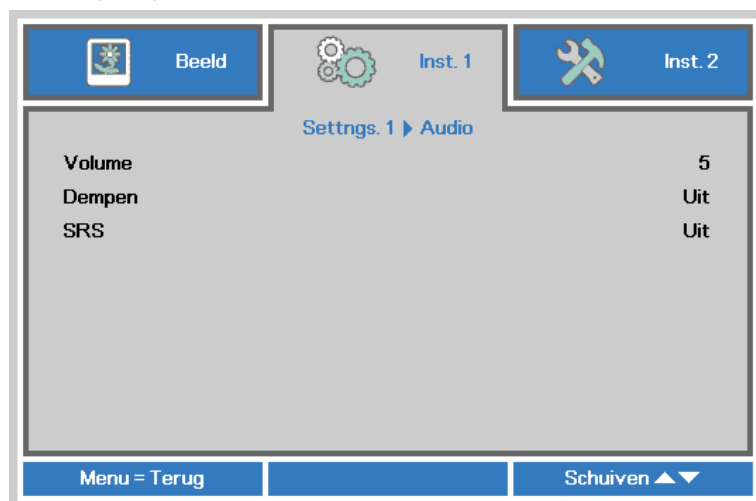 Beeld Inst. 1 Inst. 2
Settngs. 1 ▶ Audio
Volume 5
Dempen Uit
SRS Uit
Menu = Terug Schuiven ▲▼